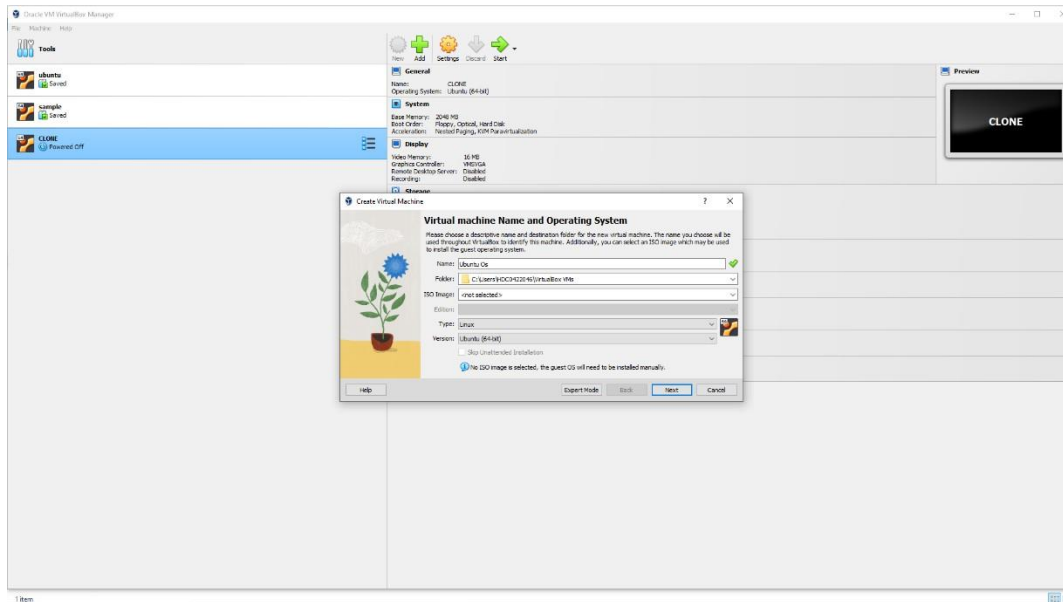 Oracle VM VirtualBox Manager
File Machine Help
Tools
New Add Settings Discard Start
ubuntu
Saved
sample
Saved
CLONE
Powered Off
General
Name: CLONE
Operating System: Ubuntu (64-bit)
System
Base Memory: 2048 MB
Boot Order: Floppy, Optical, Hard Disk
Acceleration: Nested Paging, KVM Paravirtualization
Display
Video Memory: 16 MB
Graphics Controller: VMSVGA
Remote Desktop Server: Disabled
Recording: Disabled
Storage
Preview
CLONE
Create Virtual Machine ?
Virtual machine Name and Operating System
Please choose a descriptive name and destination folder for the new virtual machine. The name you choose will be
used throughout VirtualBox to identify this machine. Additionally, you can select an ISO image which may be used
to install the guest operating system.
Name: Ubuntu Os
Folder: C:\Users\HDC0422046\VirtualBox VMs
ISO Image: <not selected>
Edition:
Type: Linux
Version: Ubuntu (64-bit)
Skip Unattended Installation
No ISO image is selected, the guest OS will need to be installed manually.
Help Expert Mode Back Next Cancel
1 item